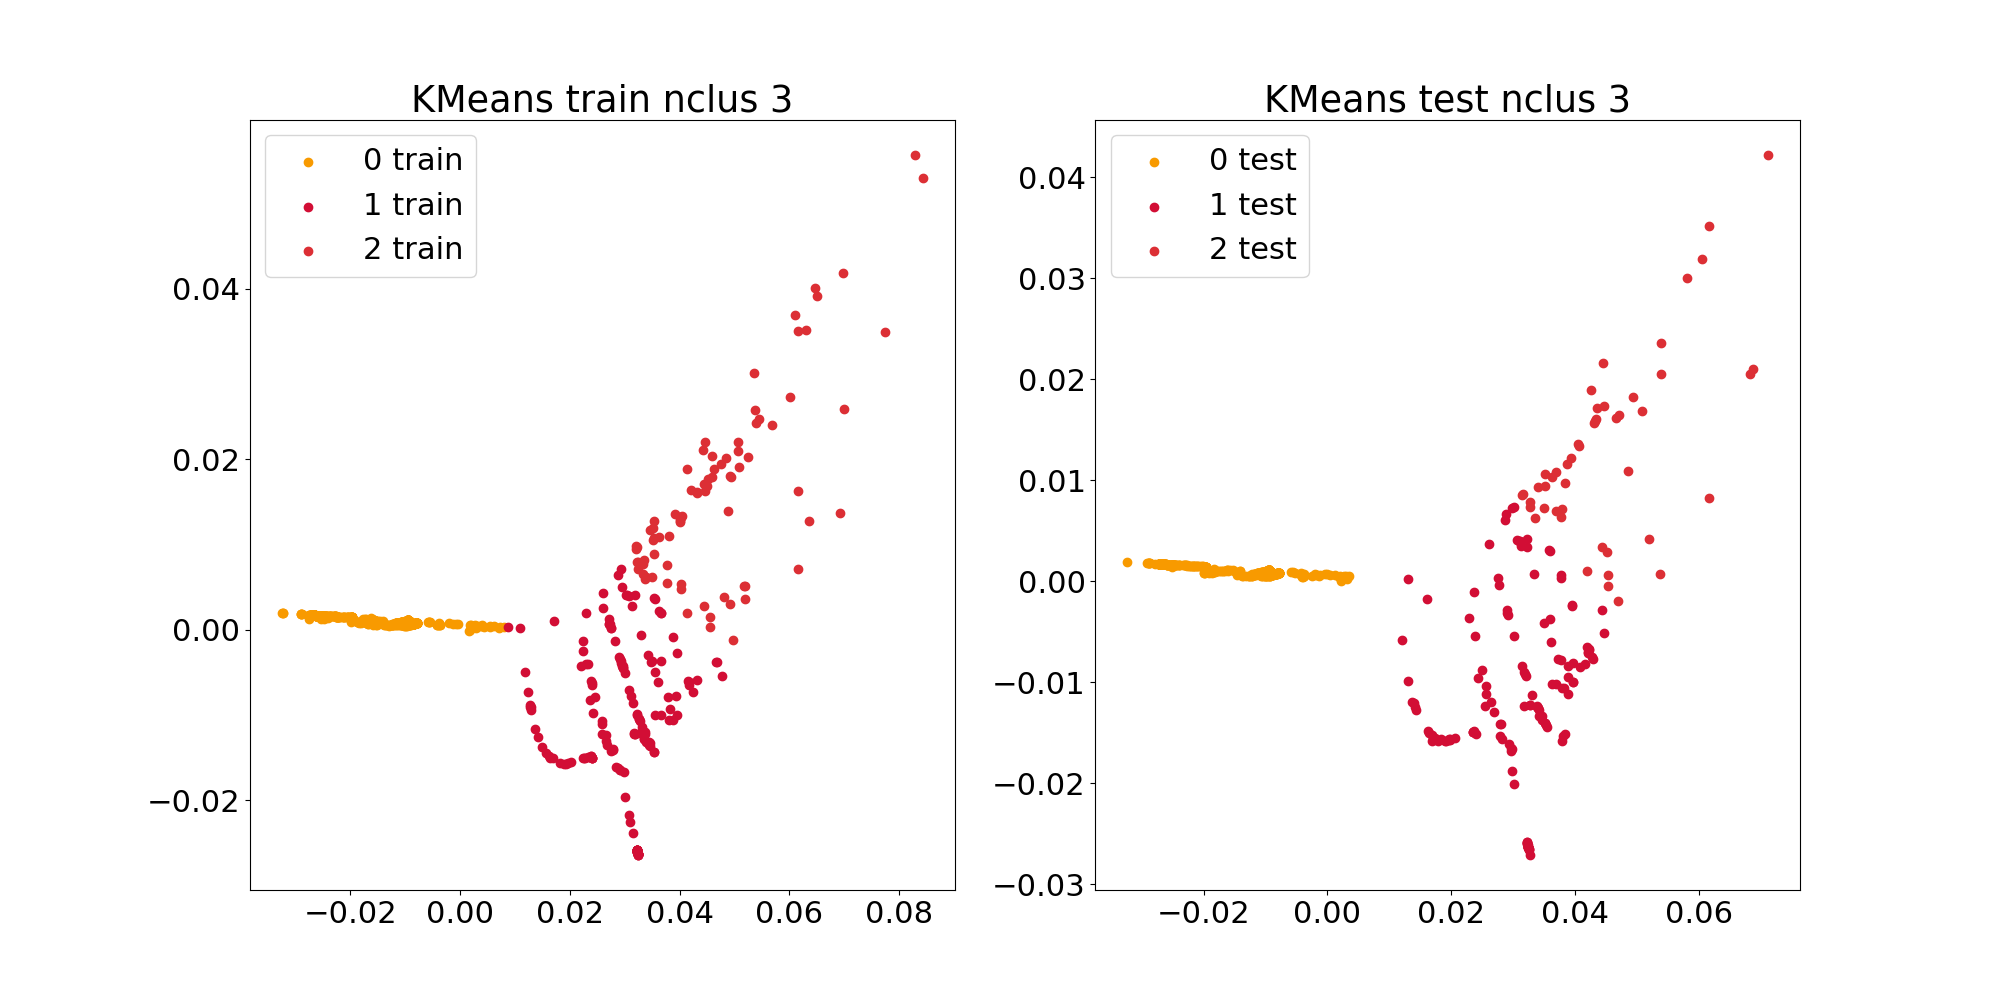 KMeans train nclus 3
0 train
1 train
2 train
0.04
0.02
0.00
−0.02
−0.02 0.00 0.02 0.04 0.06 0.08
KMeans test nclus 3
0 test
1 test
2 test
0.04
0.03
0.02
0.01
0.00
−0.01
−0.02
−0.03
−0.02 0.00 0.02 0.04 0.06